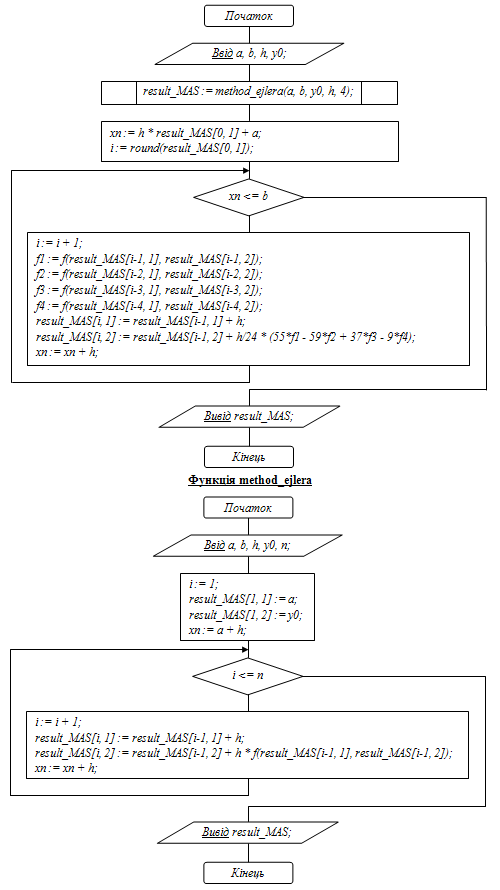 Початок
Ввід a, b, h, y0;
result_MAS := method_ejlera(a, b, y0, h, 4);
xn := h * result_MAS[0, 1] + a;
i := round(result_MAS[0, 1]);
xn <= b
i := i + 1;
f1 := f(result_MAS[i-1, 1], result_MAS[i-1, 2]);
f2 := f(result_MAS[i-2, 1], result_MAS[i-2, 2]);
f3 := f(result_MAS[i-3, 1], result_MAS[i-3, 2]);
f4 := f(result_MAS[i-4, 1], result_MAS[i-4, 2]);
result_MAS[i, 1] := result_MAS[i-1, 1] + h;
result_MAS[i, 2] := result_MAS[i-1, 2] + h/24 * (55*f1 - 59*f2 + 37*f3 - 9*f4);
xn := xn + h;
Вивід result_MAS;
Кінець
Функція method_ejlera
Початок
Ввід a, b, h, y0, n;
i := 1;
result_MAS[1, 1] := a;
result_MAS[1, 2] := y0;
xn := a + h;
i <= n
i := i + 1;
result_MAS[i, 1] := result_MAS[i-1, 1] + h;
result_MAS[i, 2] := result_MAS[i-1, 2] + h * f(result_MAS[i-1, 1], result_MAS[i-1, 2]);
xn := xn + h;
Вивід result_MAS;
Кінець